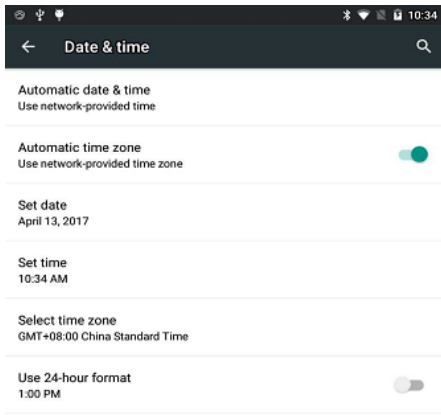 10:34
Date & time
Automatic date & time
Use network-provided time
Automatic time zone
Use network-provided time zone
Set date
April 13, 2017
Set time
10:34 AM
Select time zone
GMT+08:00 China Standard Time
Use 24-hour format
1:00 PM